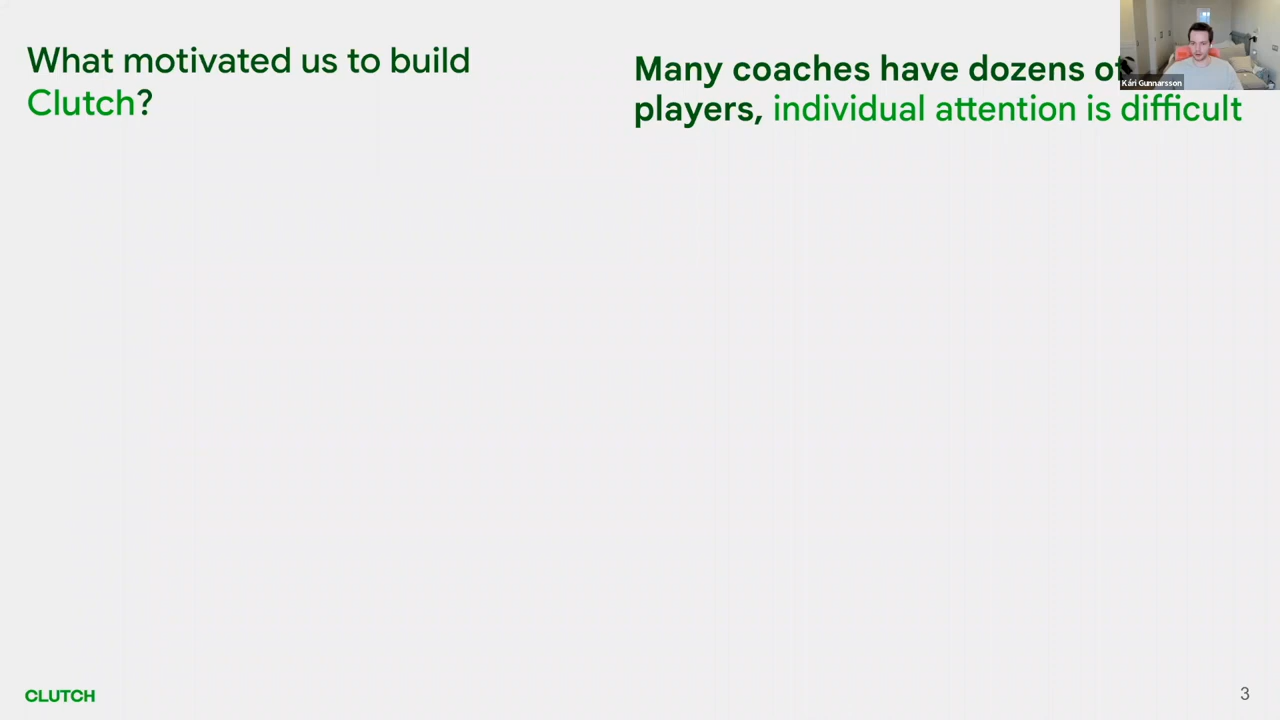 What motivated us to build
Clutch?
Many coaches have dozens of
players, individual attention is difficult
Kári Gunnarsson
CLUTCH
3